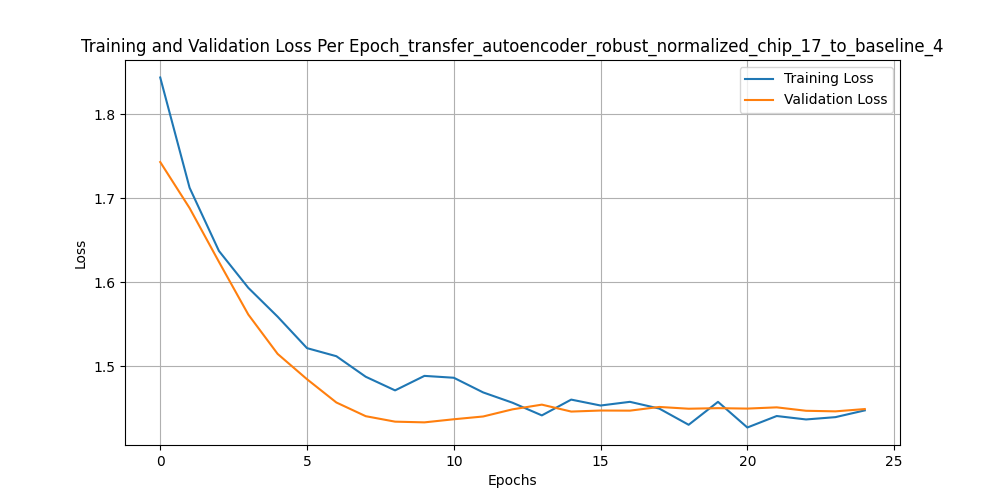 Training and Validation Loss Per Epoch_transfer_autoencoder_robust_normalized_chip_17_to_baseline_4
Training Loss
Validation Loss
Loss
1.8
1.7
1.6
1.5
0 5 10 15 20 25
Epochs